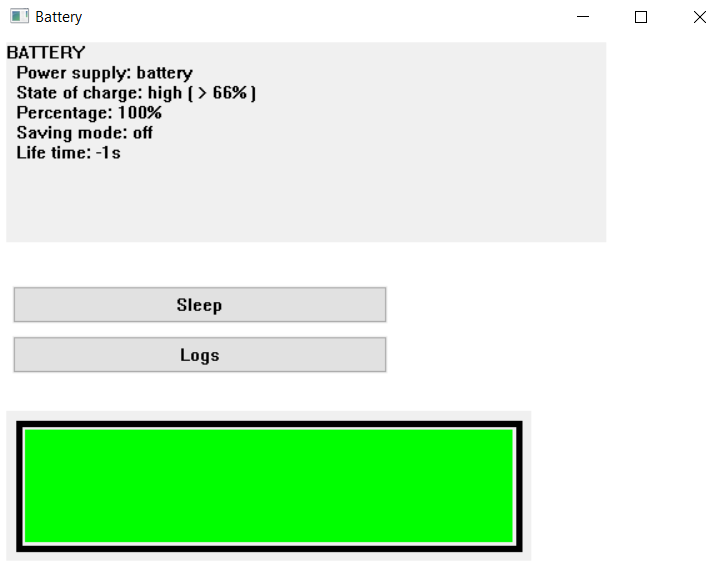 Battery
BATTERY
Power supply: battery
State of charge: high ( > 66% )
Percentage: 100%
Saving mode: off
Life time: -1s
Sleep
Logs